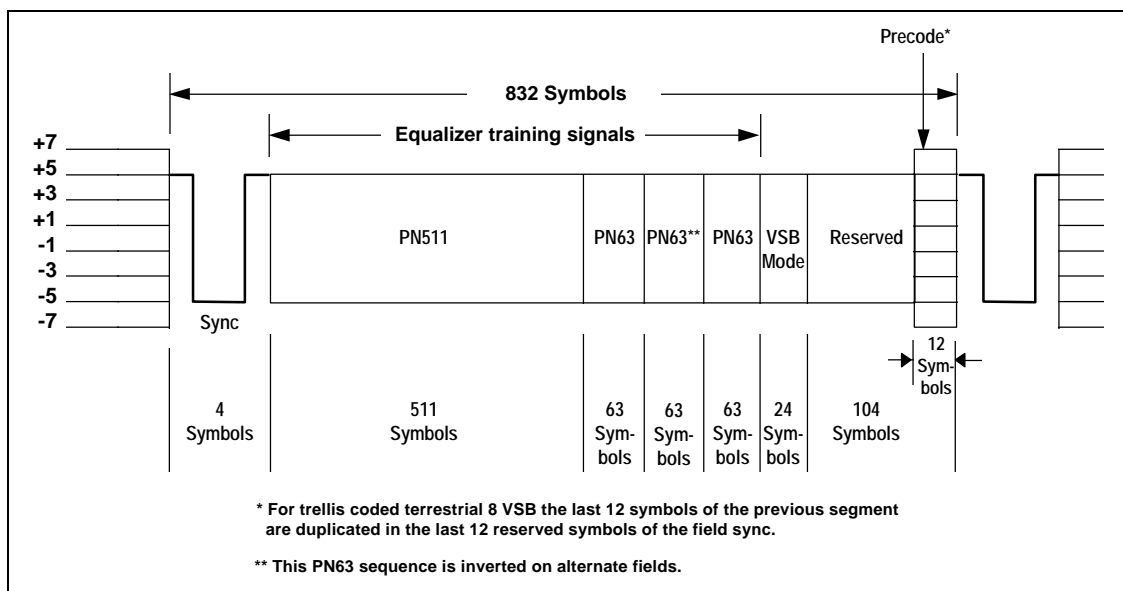 Precode*
832 Symbols
Equalizer training signals
+7
+5
+3
+1
-1
-3
-5
-7
PN511
PN63
PN63**
PN63
VSB
Mode
Reserved
Sync
12
Sym-
bols
4
Symbols
511
Symbols
63
Sym-
bols
63
Sym-
bols
63
Sym-
bols
24
Sym-
bols
104
Symbols
* For trellis coded terrestrial 8 VSB the last 12 symbols of the previous segment
are duplicated in the last 12 reserved symbols of the field sync.
** This PN63 sequence is inverted on alternate fields.